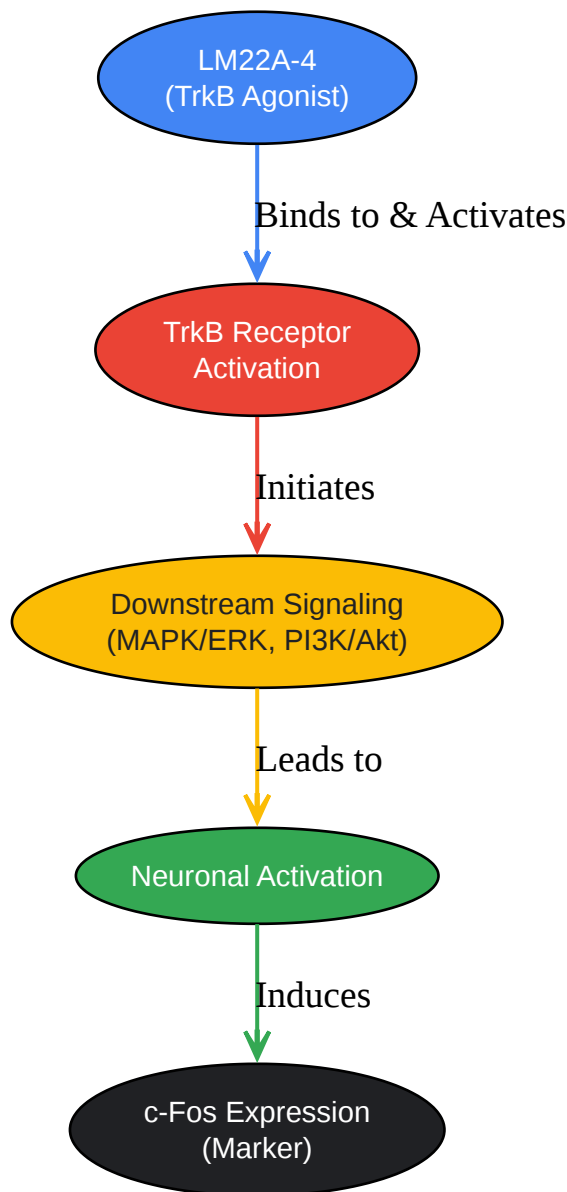 LM22A-4
(TrkB Agonist)
Binds to & Activates
TrkB Receptor
Activation
Initiates
Downstream Signaling
(MAPK/ERK, PI3K/Akt)
Leads to
Neuronal Activation
Induces
c-Fos Expression
(Marker)